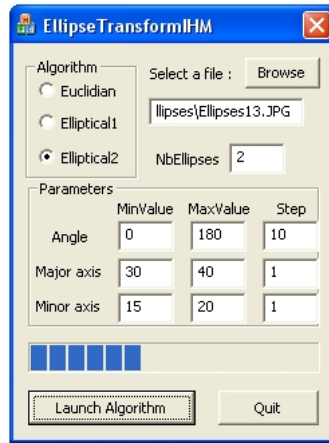 EllipseTransformIHM
Algorithm
Select a file :
Browse
Euclidian
llipses\Ellipses13.JPG
Elliptical1
Elliptical2
NbEllipses 2
Parameters
MinValue MaxValue Step
Angle 0 180 10
Major axis 30 40 1
Minor axis 15 20 1
Launch Algorithm Quit